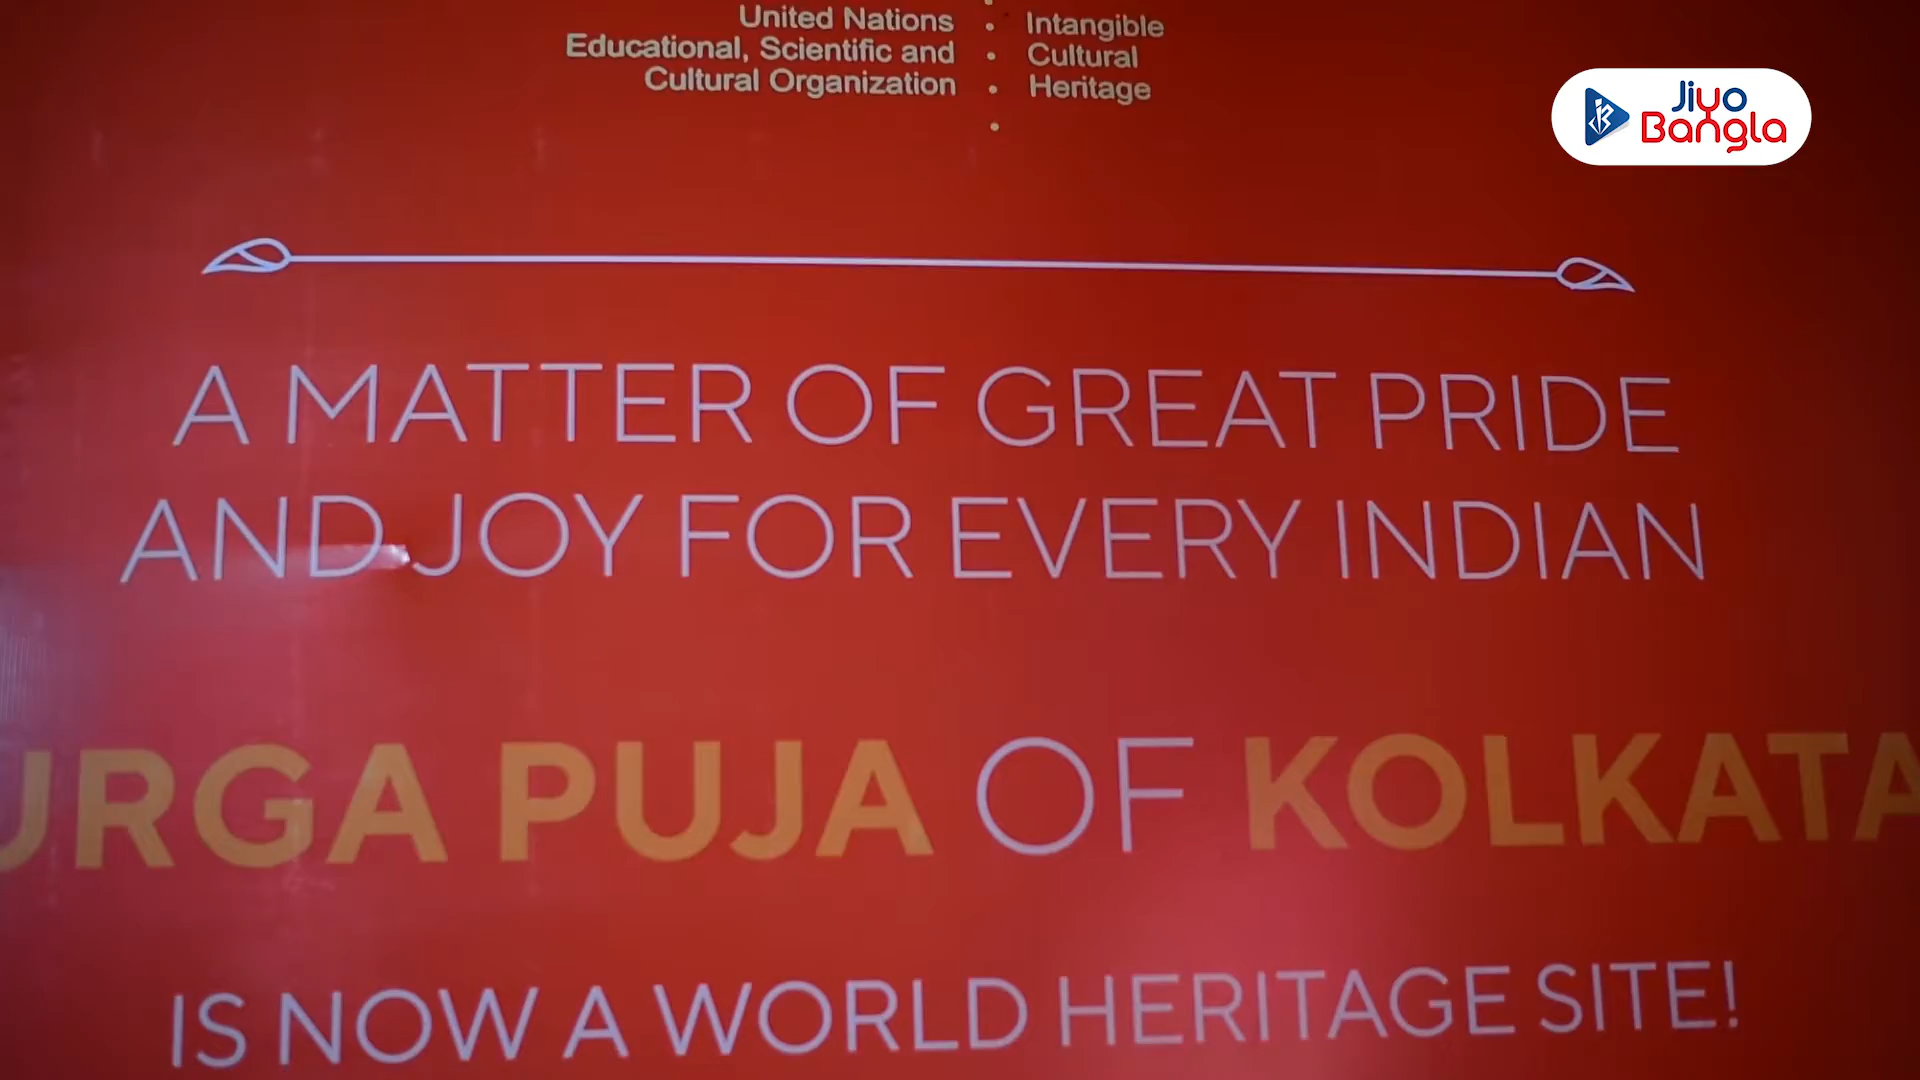 United Nations
Educational, Scientific and
Cultural Organization
Intangible
Cultural
Heritage
Jiyo
Bangla
A MATTER OF GREAT PRIDE
AND JOY FOR EVERY INDIAN
URGA PUJA OF KOLKATA
IS NOW A WORLD HERITAGE SITE!